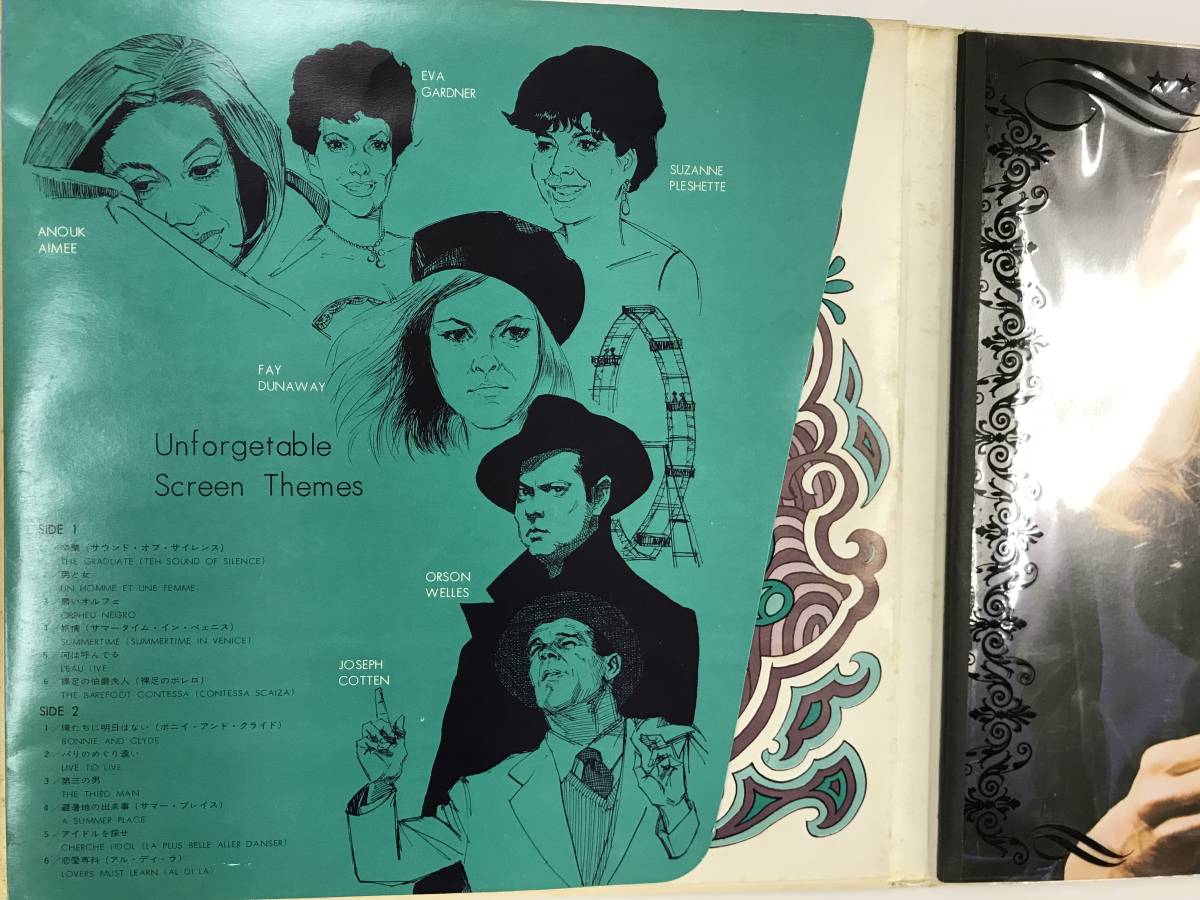 EVA
GARDNER
SUZANNE
PLESHETTE
ANOUK
AIMEE
FAY
DUNAWAY
Unforgetable
Screen Themes
ORSON
WELLES
JOSEPH
COTTEN
SIDE 1
卒業（サウンド・オブ・サイレンス）
THE GRADUATE (TEH SOUND OF SILENCE)
男と女
UN HOMME ET UNE FEMME
3／黒いオルフェ
ORPHEU NEGRO
4／旅情（サマータイム・イン・ベェニス）
SUMMERTIME (SUMMERTIME IN VENICE)
5／河は呼んでる
L'EAU LIVE
6／裸足の伯爵夫人（裸足のボレロ）
THE BAREFOOT CONTESSA (CONTESSA SCAIZA)
SIDE 2
1／俺たちに明日はない（ボニイ・アンド・クライド）
BONNIE AND CLYDE
2／パリのめぐり逢い
LIVE TO LIVE
3／第三の男
THE THIRD MAN
4／避暑地の出来事（サマー・プレイス）
A SUMMER PLACE
5／アイドルを探せ
CHERCHE I'DOL (LA PLUS BELLE ALLER DANSER)
6／恋愛専科（アル・ディ・ラ）
LOVERS MUST LEARN (AL DI LA)